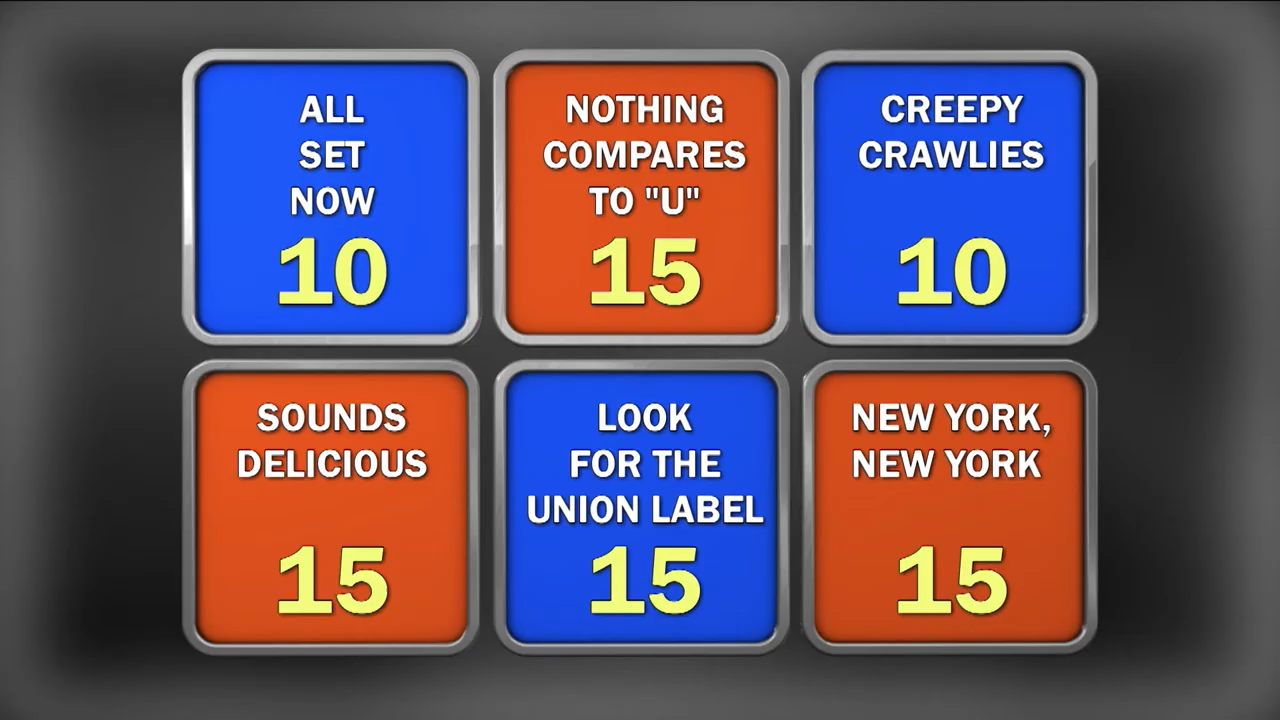 ALL
SET
NOW
10
NOTHING
COMPARES
TO "U"
15
CREEPY
CRAWLIES
10
SOUNDS
DELICIOUS
15
LOOK
FOR THE
UNION LABEL
15
NEW YORK,
NEW YORK
15